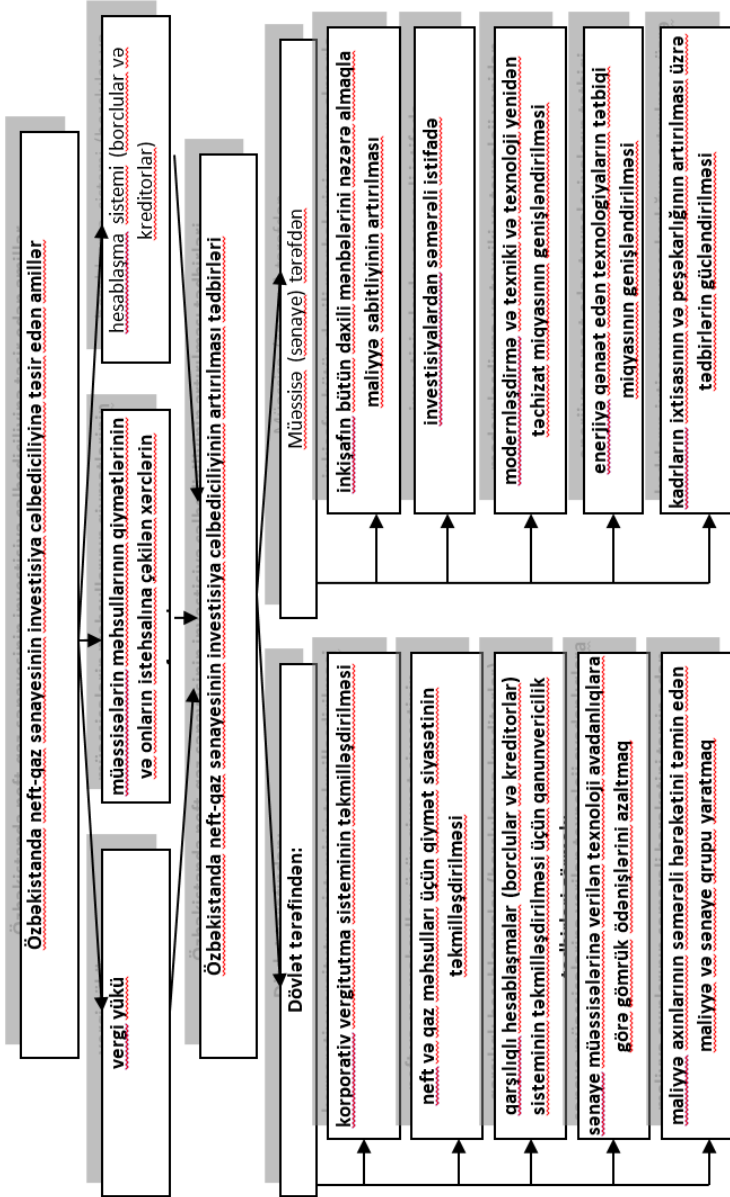 Özbəkistanda neft-qaz sənayesinin investisiya cəlbediciliyinə təsir edən amillər
vergi yükü
müəssisələrin məhsullarının qiymətlərinin
və onların istehsalına çəkilən xərclərin
hesablaşma sistemi (borclular və
kreditorlar)
Özbəkistanda neft-qaz sənayesinin investisiya cəlbediciliyinin artırılması tədbirləri
Dövlət tərəfindən:
korporativ vergitutma sisteminin təkmilləşdirilməsi
neft və qaz məhsulları üçün qiymət siyasətinin
təkmilləşdirilməsi
qarşılıqlı hesablaşmalar (borclular və kreditorlar)
sisteminin təkmilləşdirilməsi üçün qanunvericilik
sənaye müəssisələrinə verilən texnoloji avadanlıqlara
görə gömrük ödənişlərini azaltmaq
maliyyə axınlarının səmərəli hərəkətini təmin edən
maliyyə və sənaye grupu yaratmaq
Müəssisə (sənaye) tərəfdən
inkişafın bütün daxili mənbələrini nəzərə almaqla
maliyyə sabitliyinin artırılması
investisiyalardan səmərəli istifadə
modernləşdirmə və texniki və texnoloji yenidən
təchizat miqyasının genişləndirilməsi
enerjiyə qənaət edən texnologiyaların tətbiqi
miqyasının genişləndirilməsi
kadrların ixtisasının və peşəkarlığının artırılması üzrə
tədbirlərin gücləndirilməsi